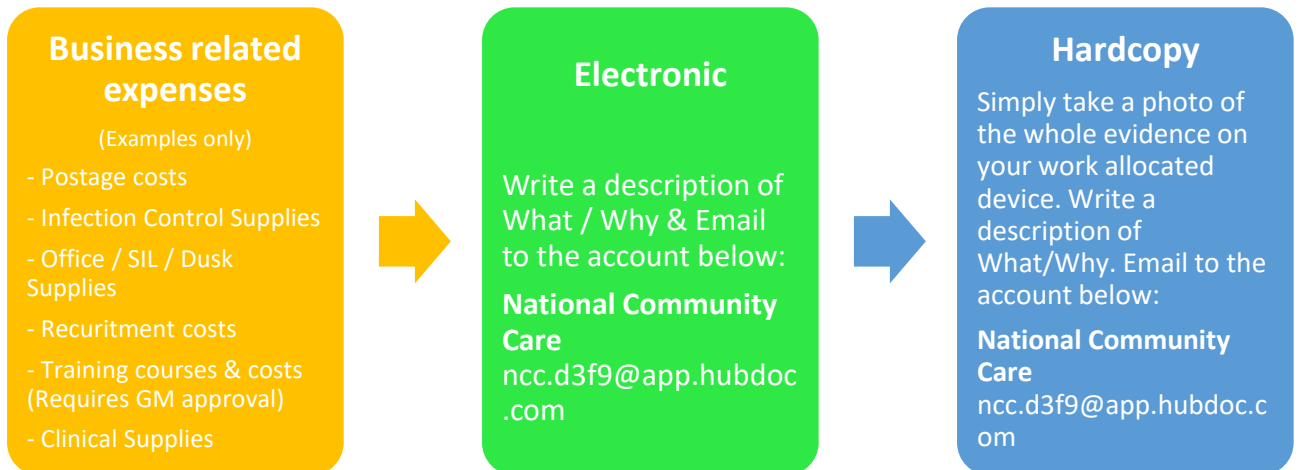 Business related
expenses
(Examples only)
- Postage costs
- Infection Control Supplies
- Office / SIL / Dusk
Supplies
- Recuritment costs
- Training courses & costs
(Requires GM approval)
- Clinical Supplies
Electronic
Write a description of
What / Why & Email
to the account below:
National Community
Care
ncc.d3f9@app.hubdoc
.com
Hardcopy
Simply take a photo of
the whole evidence on
your work allocated
device. Write a
description of
What/Why. Email to the
account below:
National Community
Care
ncc.d3f9@app.hubdoc.c
om